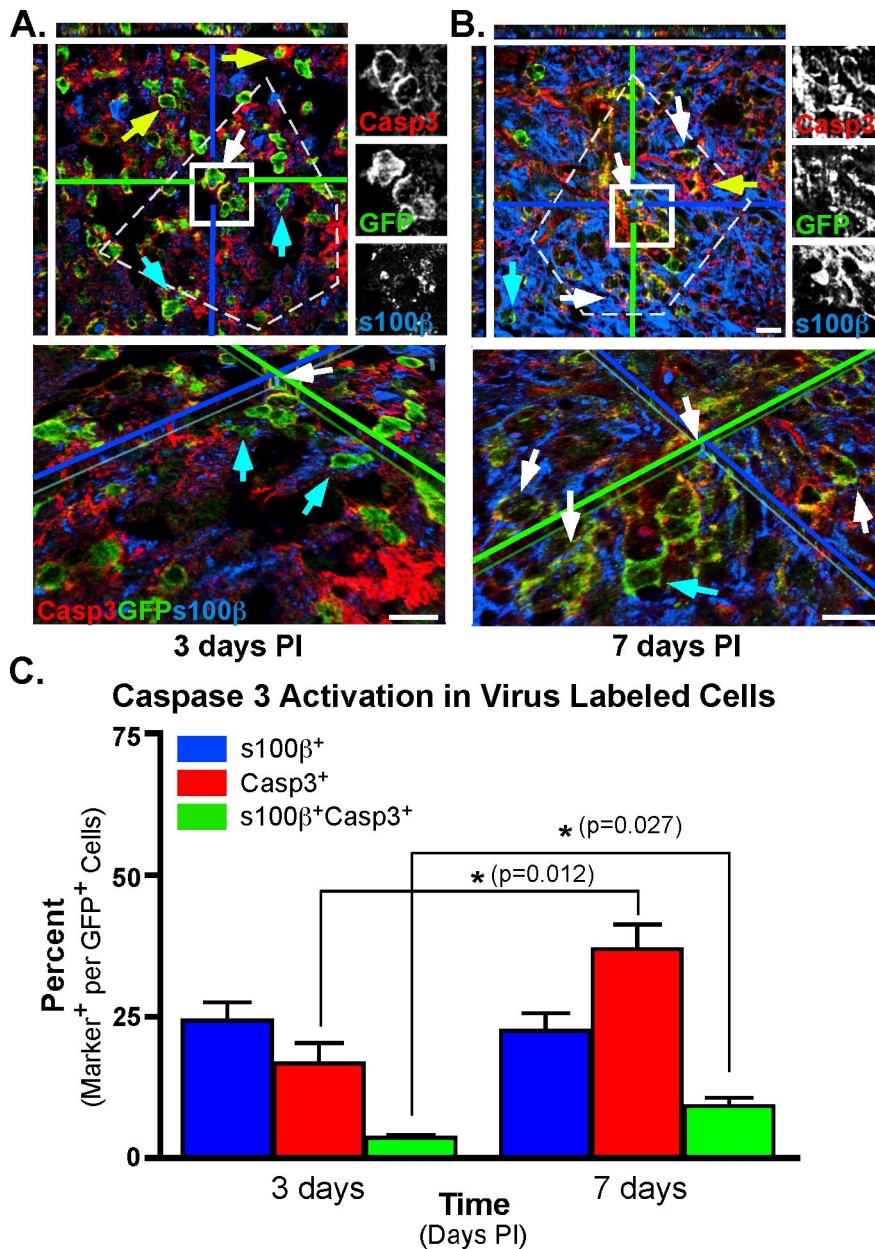 A.
Casp3
GFP
s100β
Casp3GFPs100β
3 days PI
B.
Casp3
GFP
s100β
7 days PI
C.
Caspase 3 Activation in Virus Labeled Cells
75
50
25
0
Percent
(Marker⁺ per GFP⁺ Cells)
s100β⁺
Casp3⁺
s100β⁺Casp3⁺
* (p=0.027)
* (p=0.012)
3 days
7 days
Time
(Days PI)